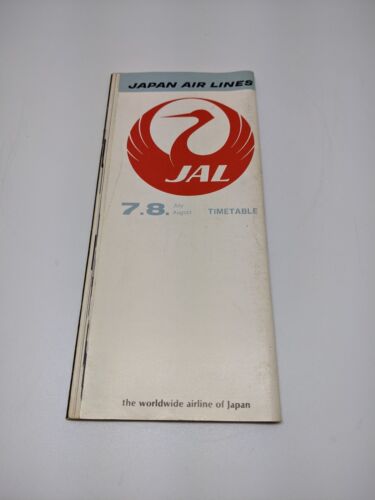 JAPAN AIR LINES
JAL
7.8. July August TIMETABLE
the worldwide airline of Japan